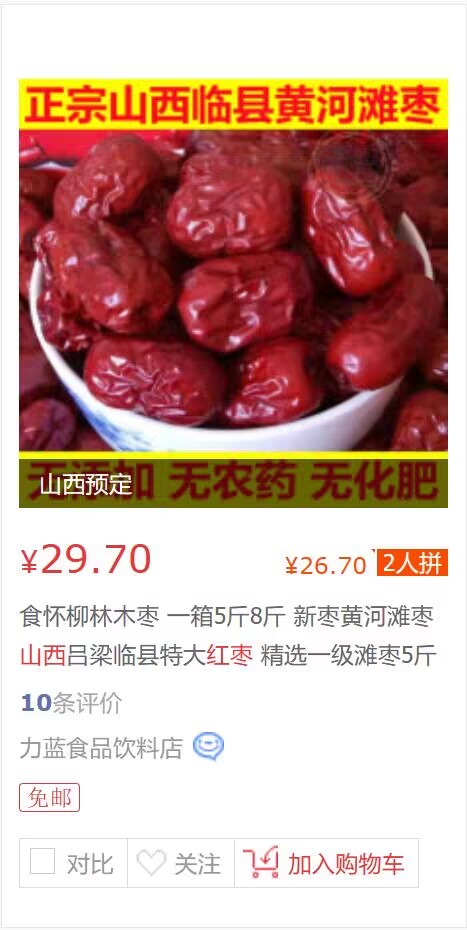 正宗山西临县黄河滩枣
无添加 无农药 无化肥
山西预定
¥29.70
¥26.70 2人拼
食怀柳林木枣 一箱5斤8斤 新枣黄河滩枣
山西吕梁临县特大红枣 精选一级滩枣5斤
10条评价
力蓝食品饮料店
免邮
对比 关注 加入购物车